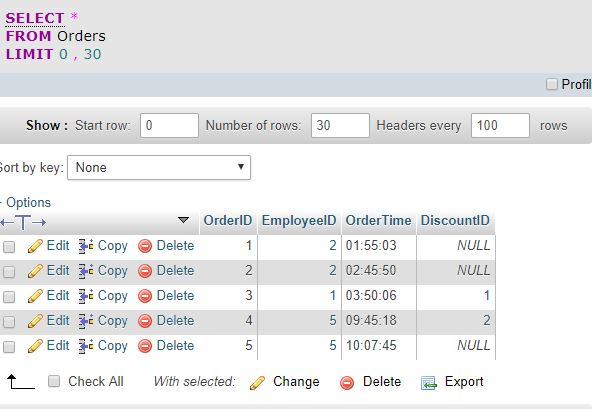 SELECT *
FROM Orders
LIMIT 0 , 30
Profil
Show : Start row: 0 Number of rows: 30 Headers every 100 rows
Sort by key: None
+ Options
OrderID EmployeeID OrderTime DiscountID
Edit Copy Delete 1 2 01:55:03 NULL
Edit Copy Delete 2 2 02:45:50 NULL
Edit Copy Delete 3 1 03:50:06 1
Edit Copy Delete 4 5 09:45:18 2
Edit Copy Delete 5 5 10:07:45 NULL
Check All With selected: Change Delete Export